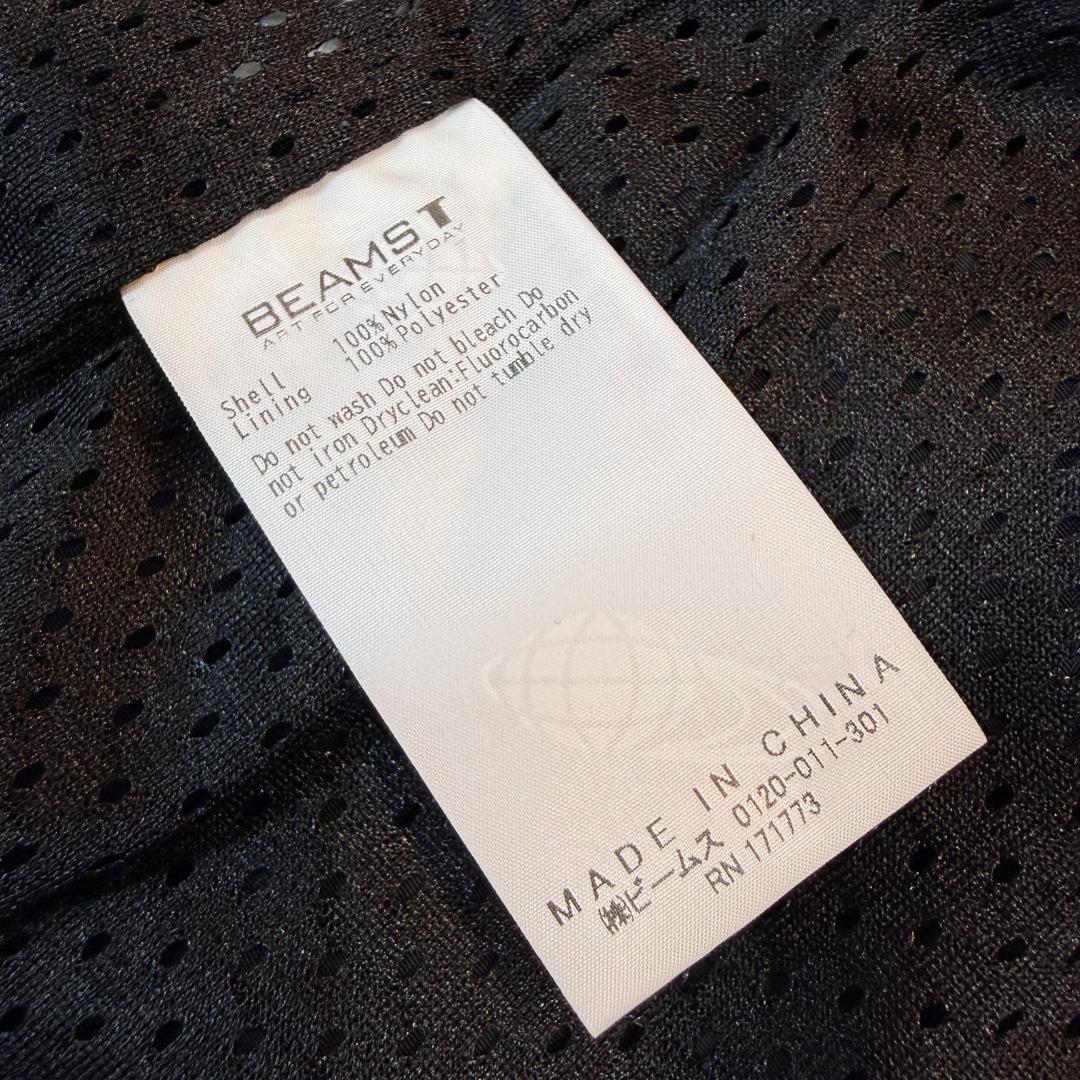 BEAMS T
ART FOR EVERYDAY
Shell 100%Nylon
Lining 100%Polyester
Do not wash Do not bleach Do
not iron Dryclean:Fluorocarbon
or petroleum Do not tumble dry
MADE IN CHINA
㈱ビームス 0120-011-301
RN 171773